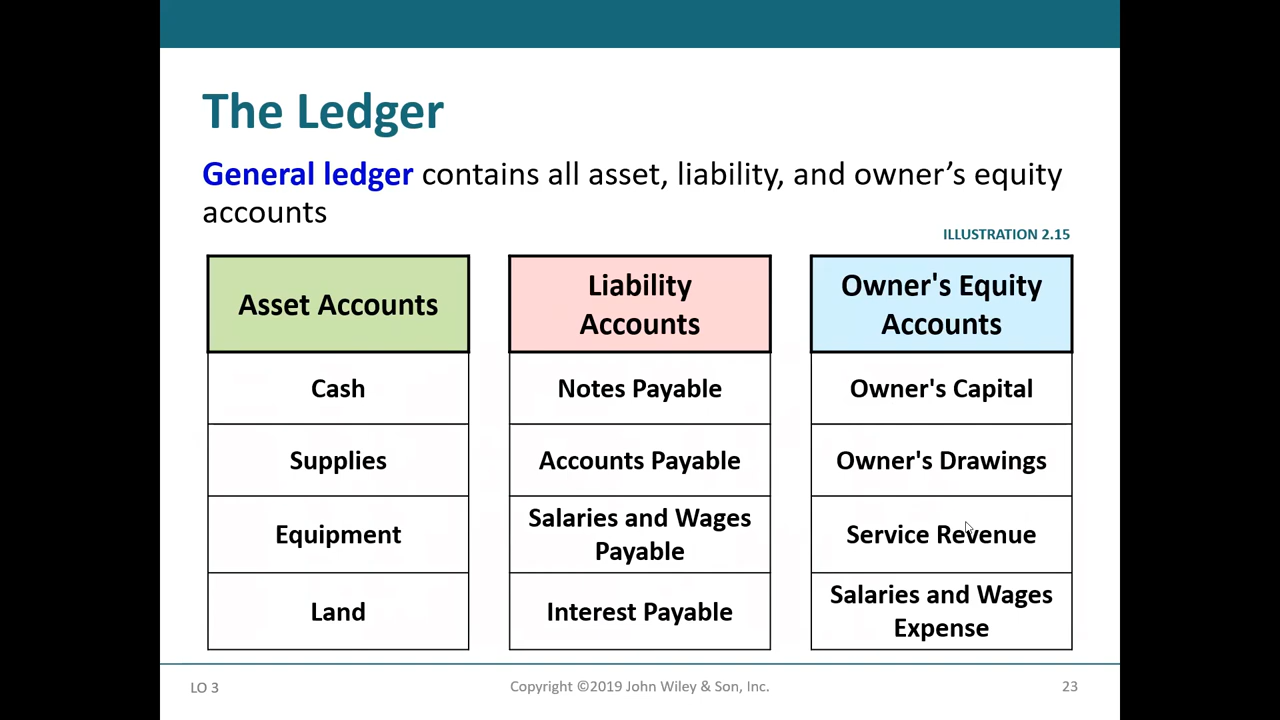 The Ledger
General ledger contains all asset, liability, and owner’s equity
accounts
ILLUSTRATION 2.15
Asset Accounts
Cash
Supplies
Equipment
Land
Liability
Accounts
Notes Payable
Accounts Payable
Salaries and Wages
Payable
Interest Payable
Owner's Equity
Accounts
Owner's Capital
Owner's Drawings
Service Revenue
Salaries and Wages
Expense
LO 3
Copyright ©2019 John Wiley & Son, Inc.
23